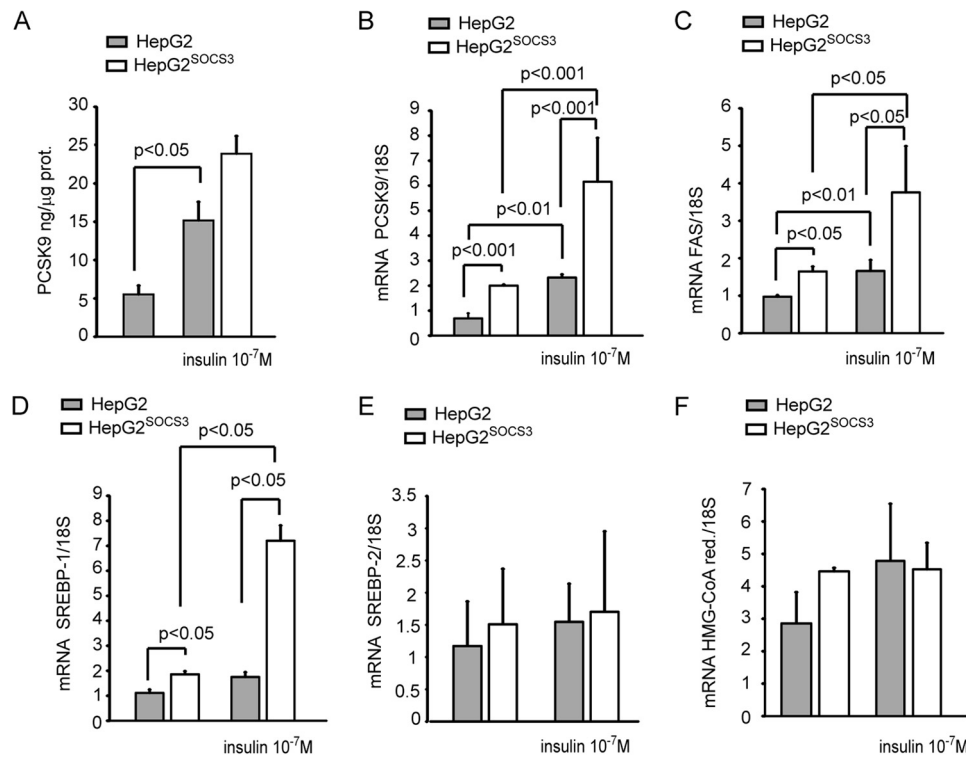 A
HepG2
HepG2SOCS3
PCSK9 ng/µg prot.
30
25
20
15
10
5
0
p<0.05
insulin 10-7M
B
HepG2
HepG2SOCS3
mRNA PCSK9/18S
9
8
7
6
5
4
3
2
1
0
p<0.001
p<0.001
p<0.01
p<0.001
insulin 10-7M
C
HepG2
HepG2SOCS3
mRNA FAS/18S
6
5
4
3
2
1
0
p<0.05
p<0.05
p<0.01
p<0.05
insulin 10-7M
D
HepG2
HepG2SOCS3
mRNA SREBP-1/18S
9
8
7
6
5
4
3
2
1
0
p<0.05
p<0.05
p<0.05
insulin 10-7M
E
HepG2
HepG2SOCS3
mRNA SREBP-2/18S
3.5
3
2.5
2
1.5
1
0.5
0
insulin 10-7M
F
HepG2
HepG2SOCS3
mRNA HMG-CoA red./18S
7
6
5
4
3
2
1
0
insulin 10-7M